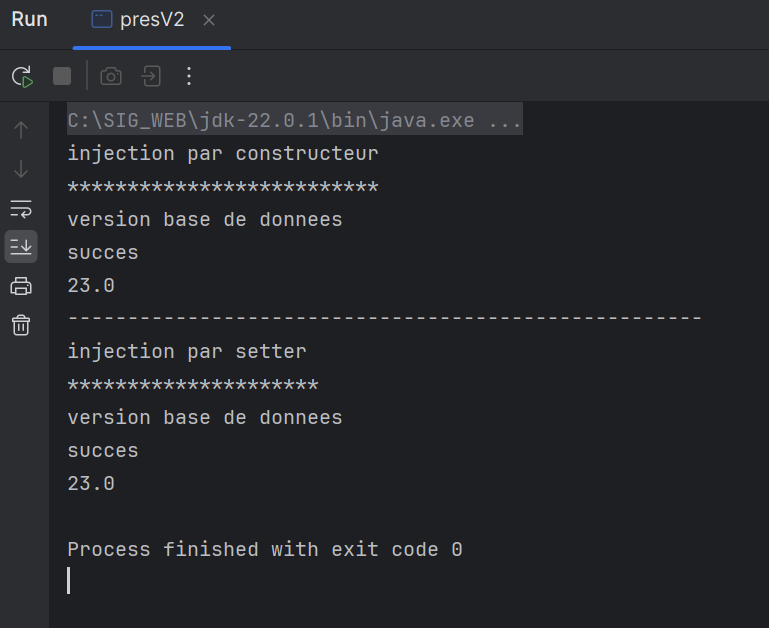 Run presV2
C:\SIG_WEB\jdk-22.0.1\bin\java.exe ...
injection par constructeur
**************************
version base de donnees
succes
23.0
-----------------------------------------------------
injection par setter
*********************
version base de donnees
succes
23.0
Process finished with exit code 0